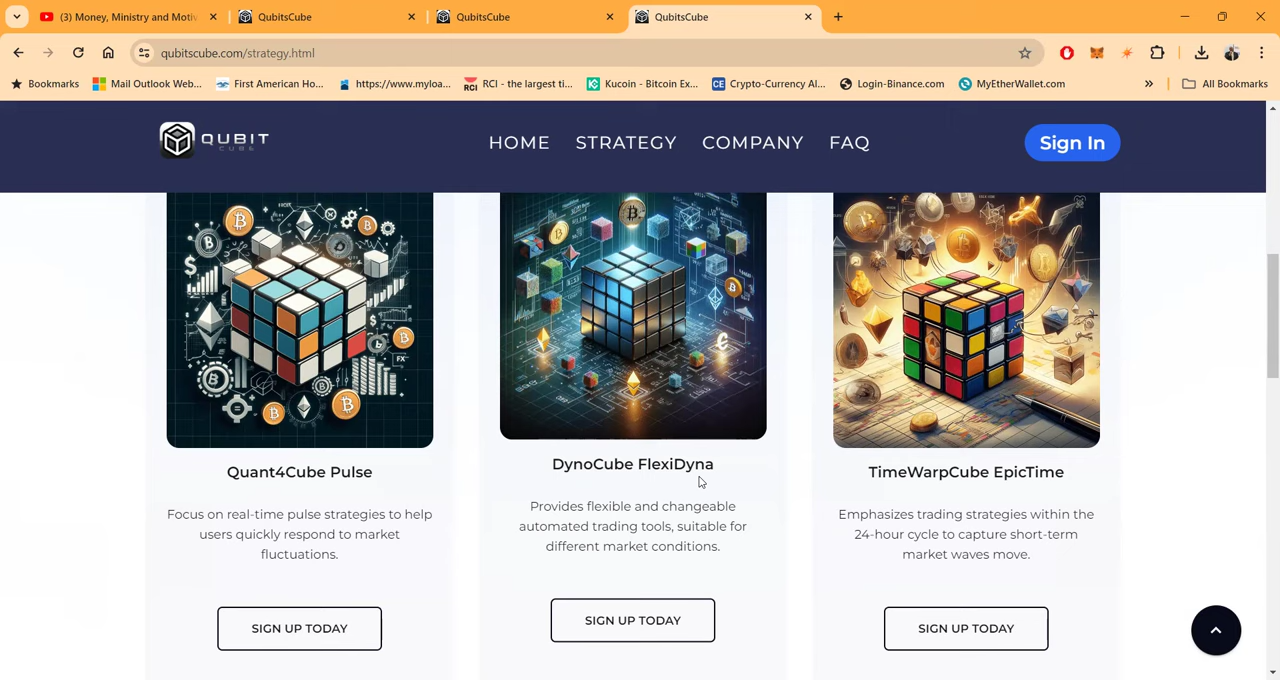 (3) Money, Ministry and Motiv
QubitsCube
QubitsCube
QubitsCube
qubitscube.com/strategy.html
Bookmarks
Mail Outlook Web...
First American Ho...
https://www.myloa...
RCI - the largest ti...
Kucoin - Bitcoin Ex...
Crypto-Currency Al...
Login-Binance.com
MyEtherWallet.com
»
All Bookmarks
QUBIT
CUBE
HOME
STRATEGY
COMPANY
FAQ
Sign In
Quant4Cube Pulse
Focus on real-time pulse strategies to help
users quickly respond to market
fluctuations.
SIGN UP TODAY
DynoCube FlexiDyna
Provides flexible and changeable
automated trading tools, suitable for
different market conditions.
SIGN UP TODAY
TimeWarpCube EpicTime
Emphasizes trading strategies within the
24-hour cycle to capture short-term
market waves move.
SIGN UP TODAY